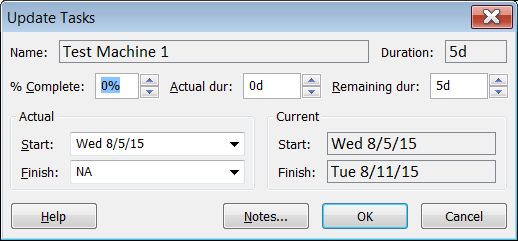 Update Tasks
Name: Test Machine 1 Duration: 5d
% Complete: 0% Actual dur: 0d Remaining dur: 5d
Actual Current
Start: Wed 8/5/15 Start: Wed 8/5/15
Finish: NA Finish: Tue 8/11/15
Help Notes... OK Cancel